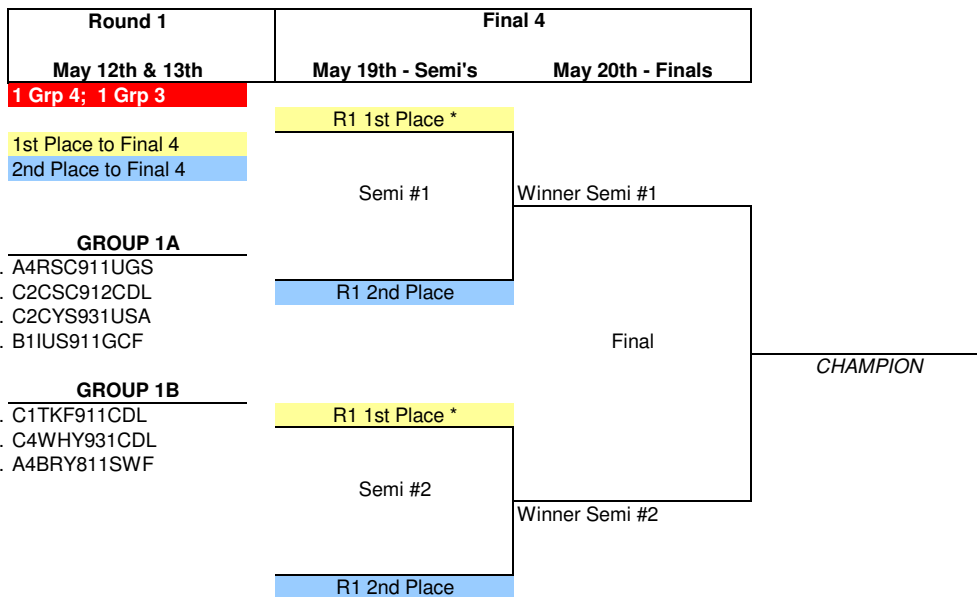 Round 1
Final 4
May 12th & 13th
May 19th - Semi's
May 20th - Finals
1 Grp 4;  1 Grp 3
1st Place to Final 4
2nd Place to Final 4
GROUP 1A
. A4RSC911UGS
. C2CSC912CDL
. C2CYS931USA
. B1IUS911GCF
GROUP 1B
. C1TKF911CDL
. C4WHY931CDL
. A4BRY811SWF
R1 1st Place *
Semi #1
R1 2nd Place
R1 1st Place *
Semi #2
R1 2nd Place
Winner Semi #1
Final
Winner Semi #2
CHAMPION